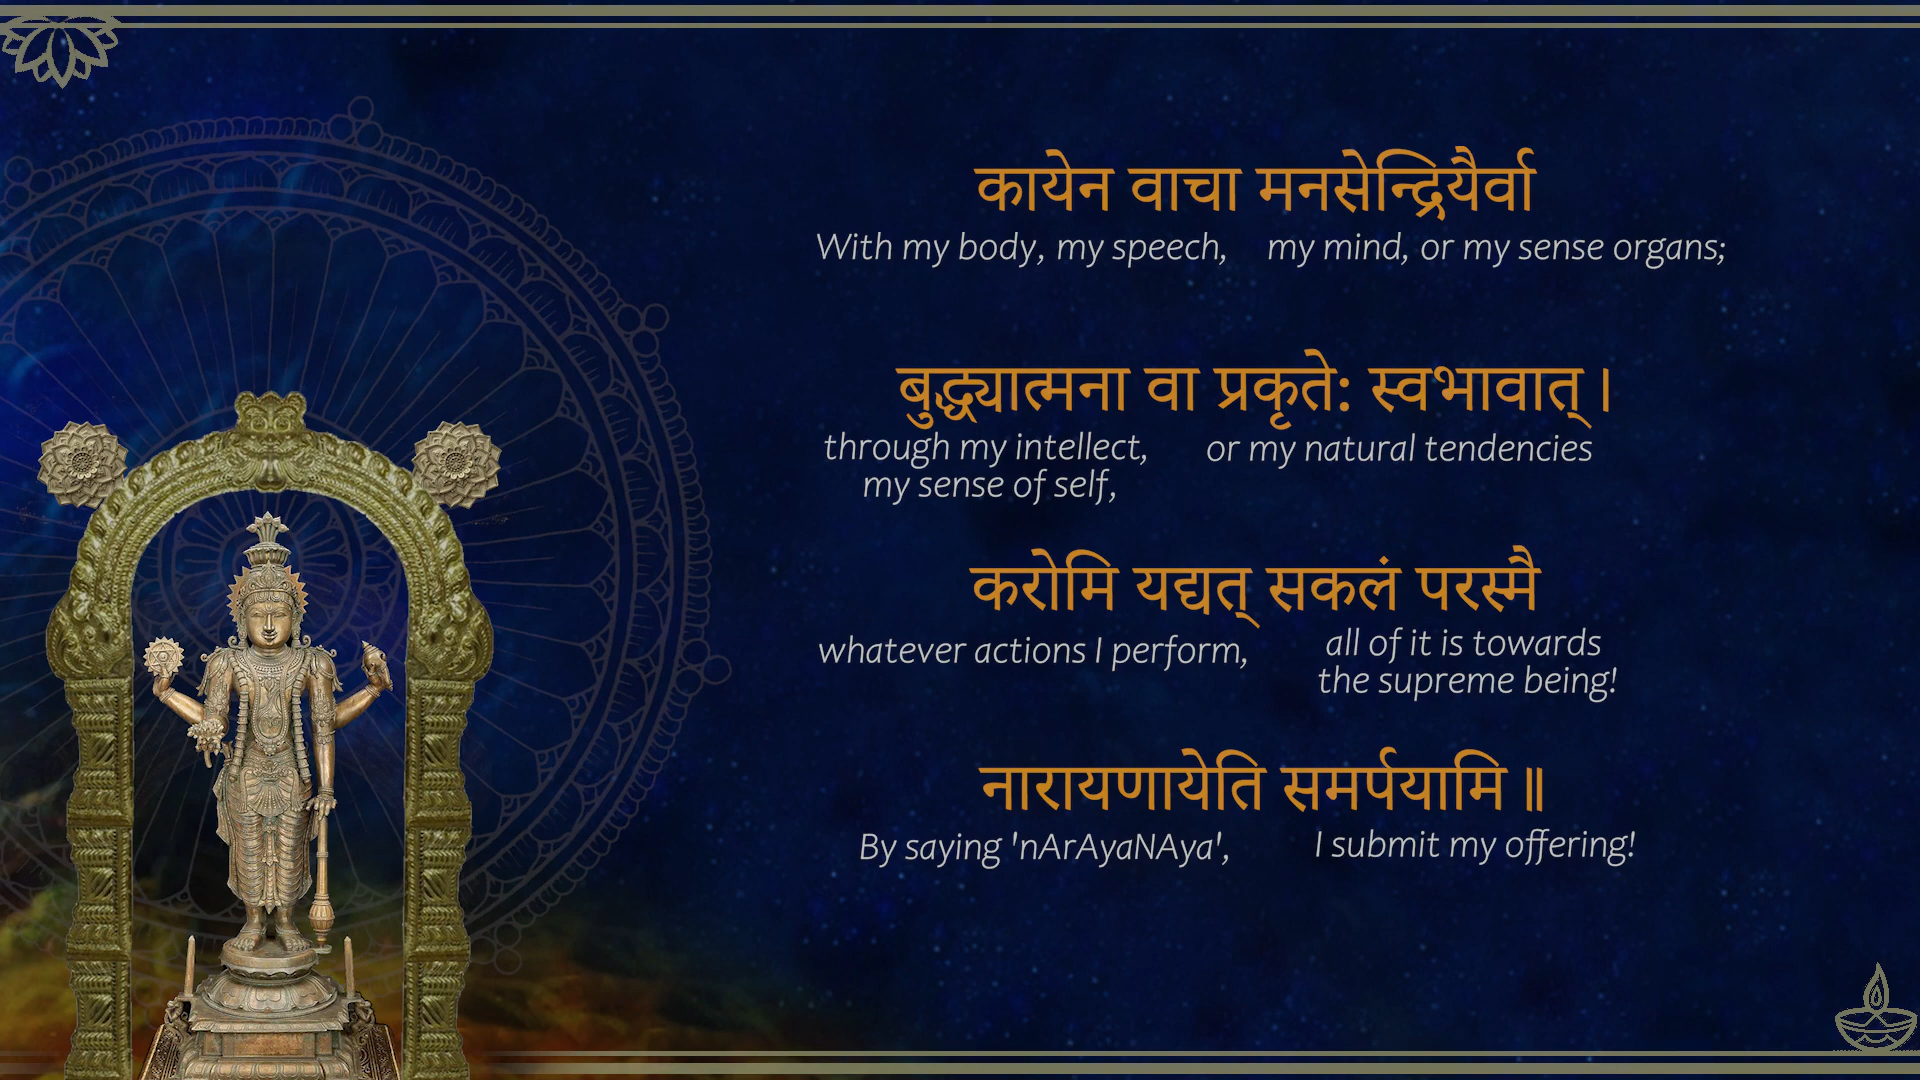 कायेन वाचा मनसेन्द्रियैर्वा
With my body, my speech, my mind, or my sense organs;
बुद्ध्यात्मना वा प्रकृते: स्वभावात् ।
through my intellect, or my natural tendencies
my sense of self,
करोमि यद्यत् सकलं परस्मै
whatever actions I perform, all of it is towards
the supreme being!
नारायणायेति समर्पयामि ॥
By saying 'nArAyaNAya', I submit my offering!